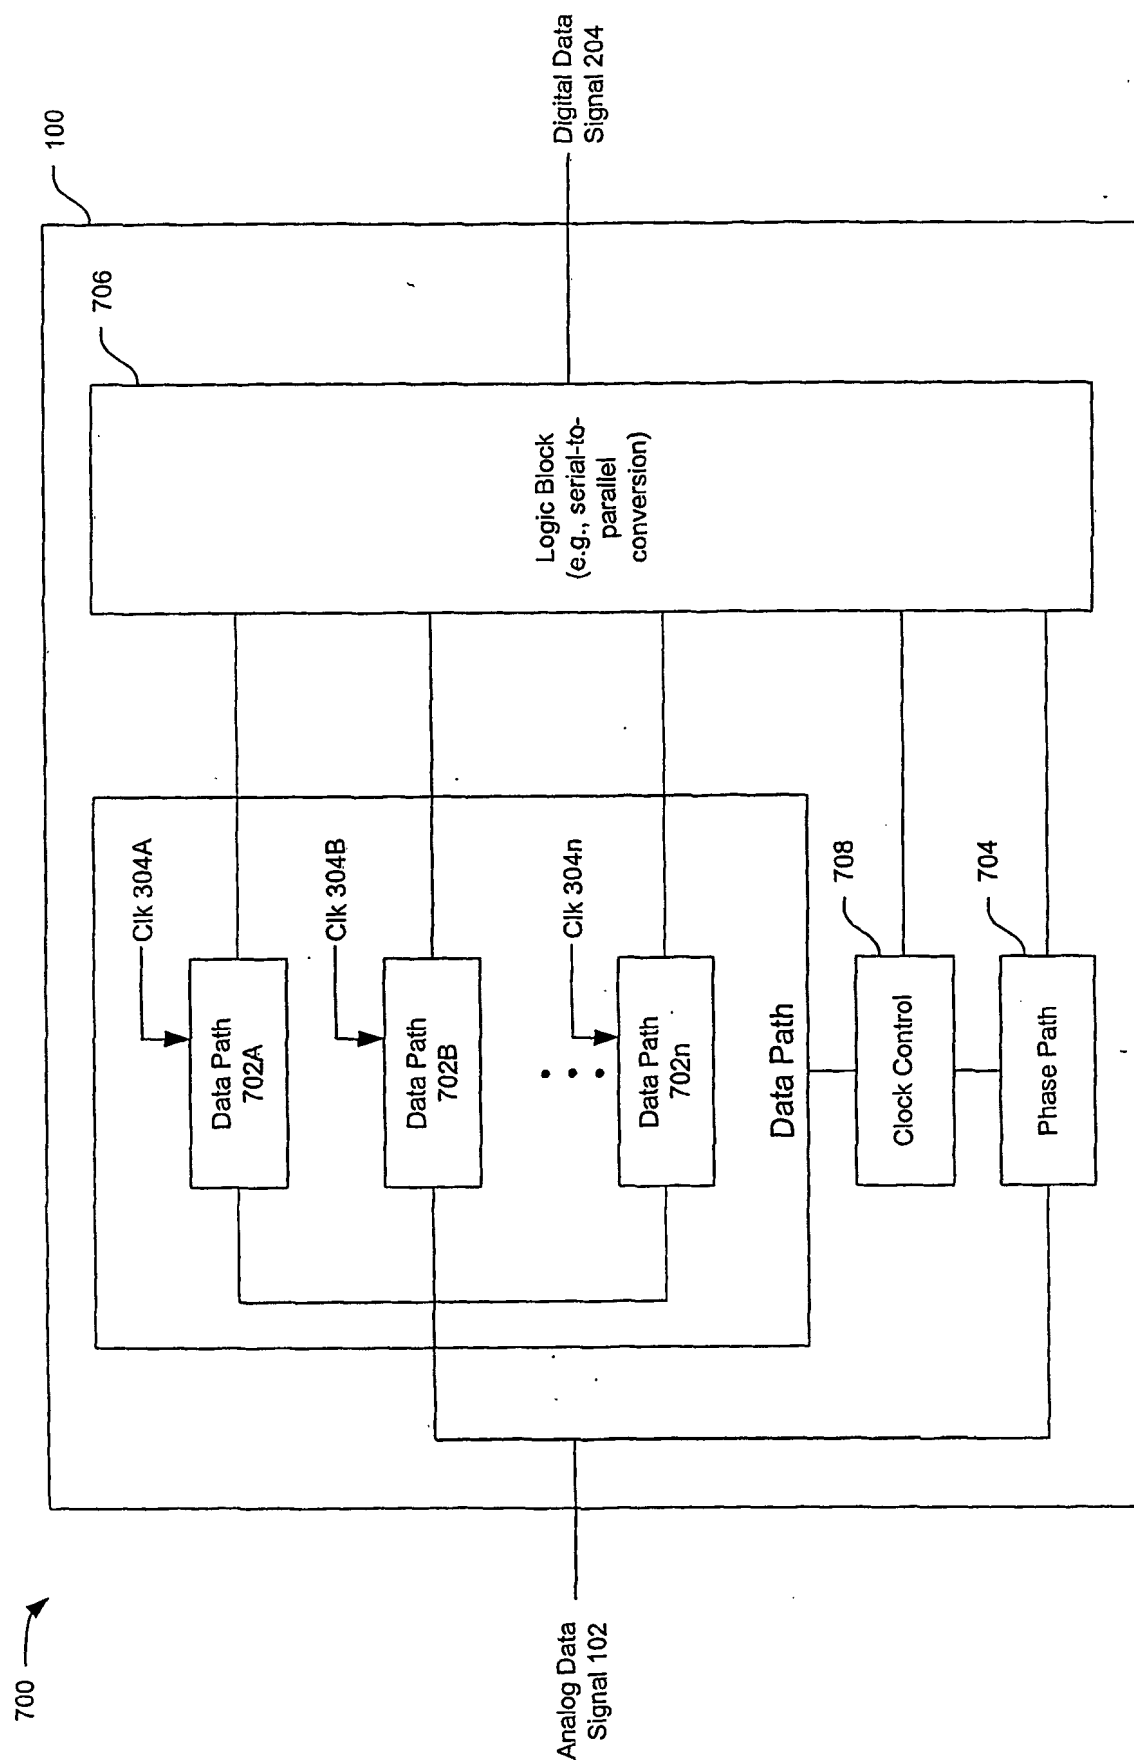 700
100
706
Clk 304A
Data Path
702A
Clk 304B
Data Path
702B
Clk 304n
Data Path
702n
Data Path
708
Clock Control
704
Phase Path
Logic Block
(e.g., serial-to-
parallel
conversion)
Analog Data
Signal 102
Digital Data
Signal 204